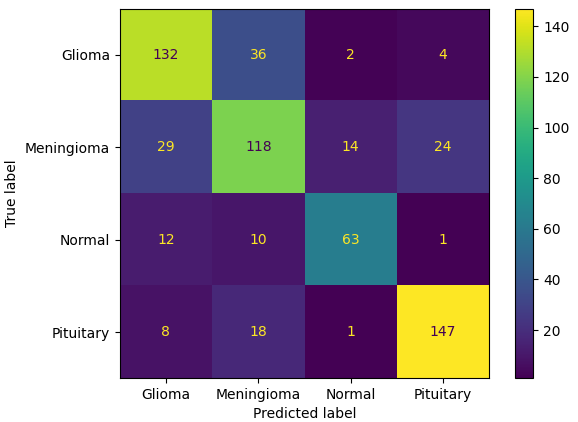 Glioma 132 36 2 4
Meningioma 29 118 14 24
Normal 12 10 63 1
Pituitary 8 18 1 147
Glioma Meningioma Normal Pituitary
Predicted label
True label
140
120
100
80
60
40
20